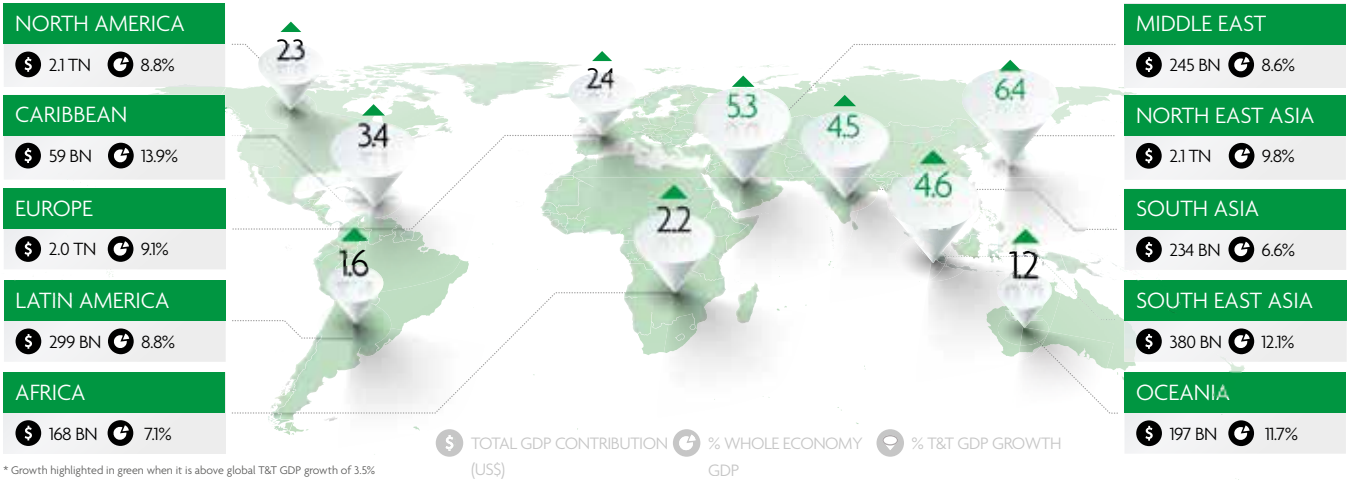 NORTH AMERICA
$ 2.1 TN 8.8%
CARIBBEAN
$ 59 BN 13.9%
EUROPE
$ 2.0 TN 9.1%
LATIN AMERICA
$ 299 BN 8.8%
AFRICA
$ 168 BN 7.1%
2.3
3.4
1.6
2.4
2.2
5.3
4.5
4.6
6.4
1.2
MIDDLE EAST
$ 245 BN 8.6%
NORTH EAST ASIA
$ 2.1 TN 9.8%
SOUTH ASIA
$ 234 BN 6.6%
SOUTH EAST ASIA
$ 380 BN 12.1%
OCEANIA
$ 197 BN 11.7%
$ TOTAL GDP CONTRIBUTION (US$)
% WHOLE ECONOMY GDP
% T&T GDP GROWTH
* Growth highlighted in green when it is above global T&T GDP growth of 3.5%